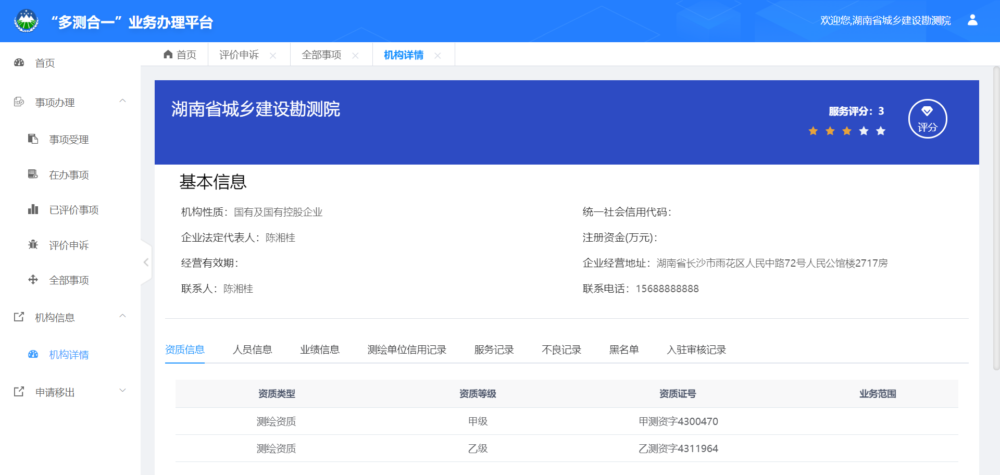 “多测合一”业务办理平台
欢迎您,湖南省城乡建设勘测院
首页
事项办理
事项受理
在办事项
已评价事项
评价申诉
全部事项
机构信息
机构详情
申请移出
首页 评价申诉 全部事项 机构详情
湖南省城乡建设勘测院
服务评分：3
评分
基本信息
机构性质：国有及国有控股企业 统一社会信用代码：
企业法定代表人：陈湘桂 注册资金(万元)：
经营有效期： 企业经营地址：湖南省长沙市雨花区人民中路72号人民公馆楼2717房
联系人：陈湘桂 联系电话：15688888888
资质信息 人员信息 业绩信息 测绘单位信用记录 服务记录 不良记录 黑名单 入驻审核记录
资质类型 资质等级 资质证号 业务范围
测绘资质 甲级 甲测资字4300470
测绘资质 乙级 乙测资字4311964